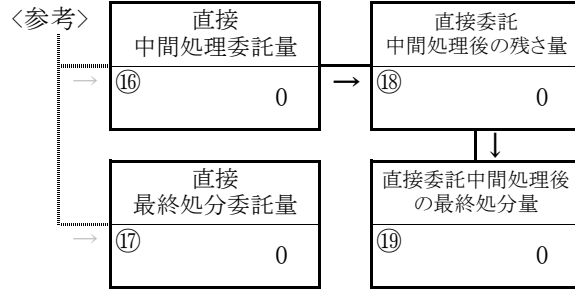 〈参考〉
直接
中間処理委託量
→ ⑯ 0
→
直接委託
中間処理後の残さ量
⑱ 0
↓
直接
最終処分委託量
→ ⑰ 0
直接委託中間処理後
の最終処分量
⑲ 0